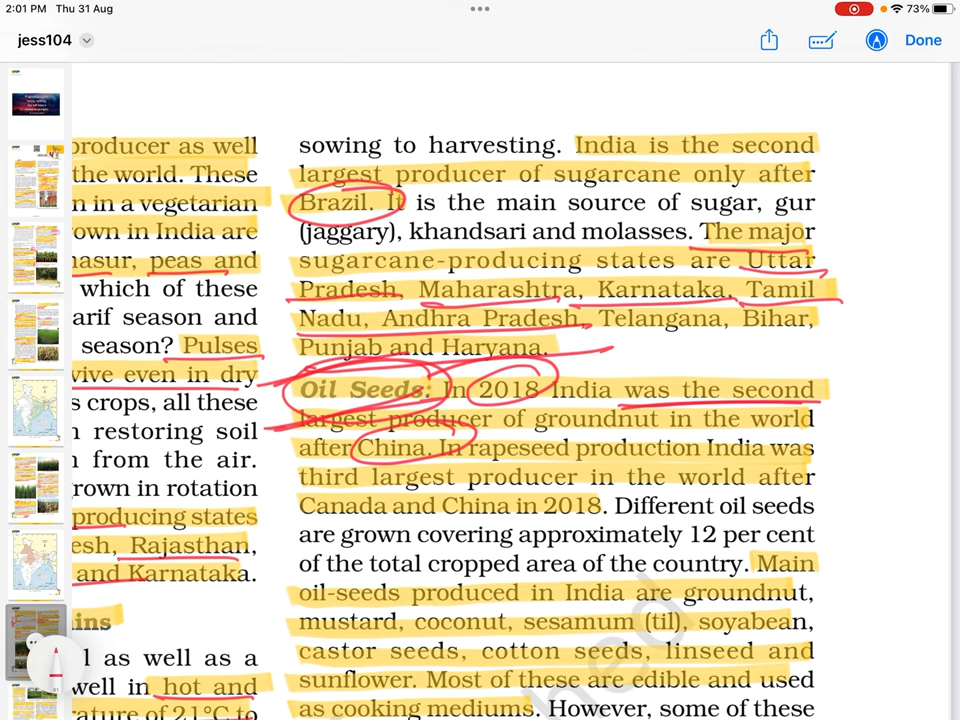 2:01 PM Thu 31 Aug
73%
jess104
Done
producer as well
the world. These
n in a vegetarian
own in India are
masur, peas and
which of these
arif season and
season? Pulses
vive even in dry
s crops, all these
n restoring soil
n from the air.
rown in rotation
producing states
esh, Rajasthan,
and Karnataka.
ins
l as well as a
well in hot and
rature of 21°C to
sowing to harvesting. India is the second
largest producer of sugarcane only after
Brazil. It is the main source of sugar, gur
(jaggary), khandsari and molasses. The major
sugarcane-producing states are Uttar
Pradesh, Maharashtra, Karnataka, Tamil
Nadu, Andhra Pradesh, Telangana, Bihar,
Punjab and Haryana.
Oil Seeds: In 2018 India was the second
largest producer of groundnut in the world
after China. In rapeseed production India was
third largest producer in the world after
Canada and China in 2018. Different oil seeds
are grown covering approximately 12 per cent
of the total cropped area of the country. Main
oil-seeds produced in India are groundnut,
mustard, coconut, sesamum (til), soyabean,
castor seeds, cotton seeds, linseed and
sunflower. Most of these are edible and used
as cooking mediums. However, some of these